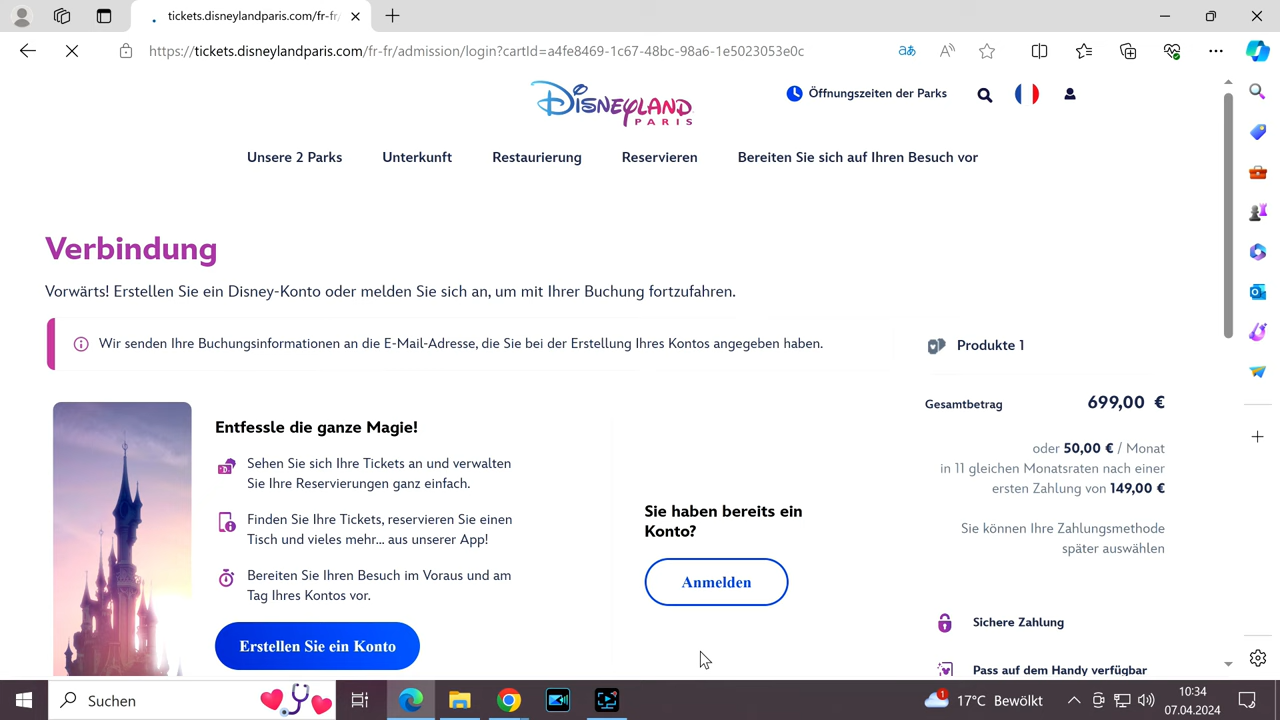 tickets.disneylandparis.com/fr-fr/
https://tickets.disneylandparis.com/fr-fr/admission/login?cartId=a4fe8469-1c67-48bc-98a6-1e5023053e0c
DISNEYLAND
PARIS
Öffnungszeiten der Parks
Unsere 2 Parks
Unterkunft
Restaurierung
Reservieren
Bereiten Sie sich auf Ihren Besuch vor
Verbindung
Vorwärts! Erstellen Sie ein Disney-Konto oder melden Sie sich an, um mit Ihrer Buchung fortzufahren.
Wir senden Ihre Buchungsinformationen an die E-Mail-Adresse, die Sie bei der Erstellung Ihres Kontos angegeben haben.
Entfessle die ganze Magie!
Sehen Sie sich Ihre Tickets an und verwalten
Sie Ihre Reservierungen ganz einfach.
Finden Sie Ihre Tickets, reservieren Sie einen
Tisch und vieles mehr... aus unserer App!
Bereiten Sie Ihren Besuch im Voraus und am
Tag Ihres Kontos vor.
Erstellen Sie ein Konto
Sie haben bereits ein
Konto?
Anmelden
Produkte 1
Gesamtbetrag
699,00 €
oder 50,00 € / Monat
in 11 gleichen Monatsraten nach einer
ersten Zahlung von 149,00 €
Sie können Ihre Zahlungsmethode
später auswählen
Sichere Zahlung
Pass auf dem Handy verfügbar
Suchen
1
17°C Bewölkt
10:34
07.04.2024